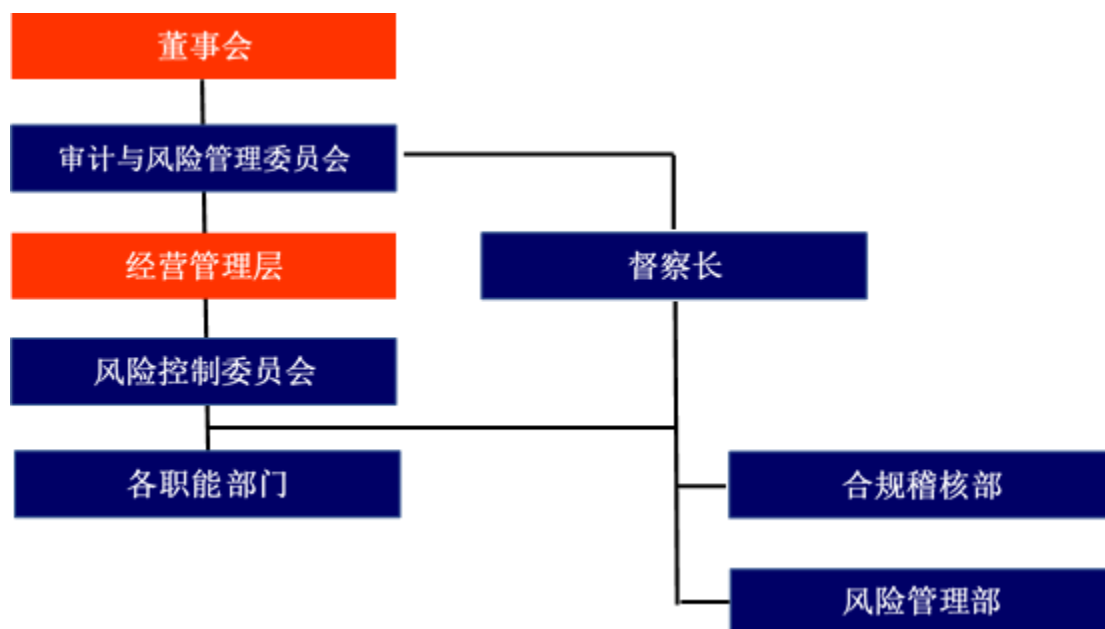 董事会
审计与风险管理委员会
经营管理层
督察长
风险控制委员会
各职能部门
合规稽核部
风险管理部